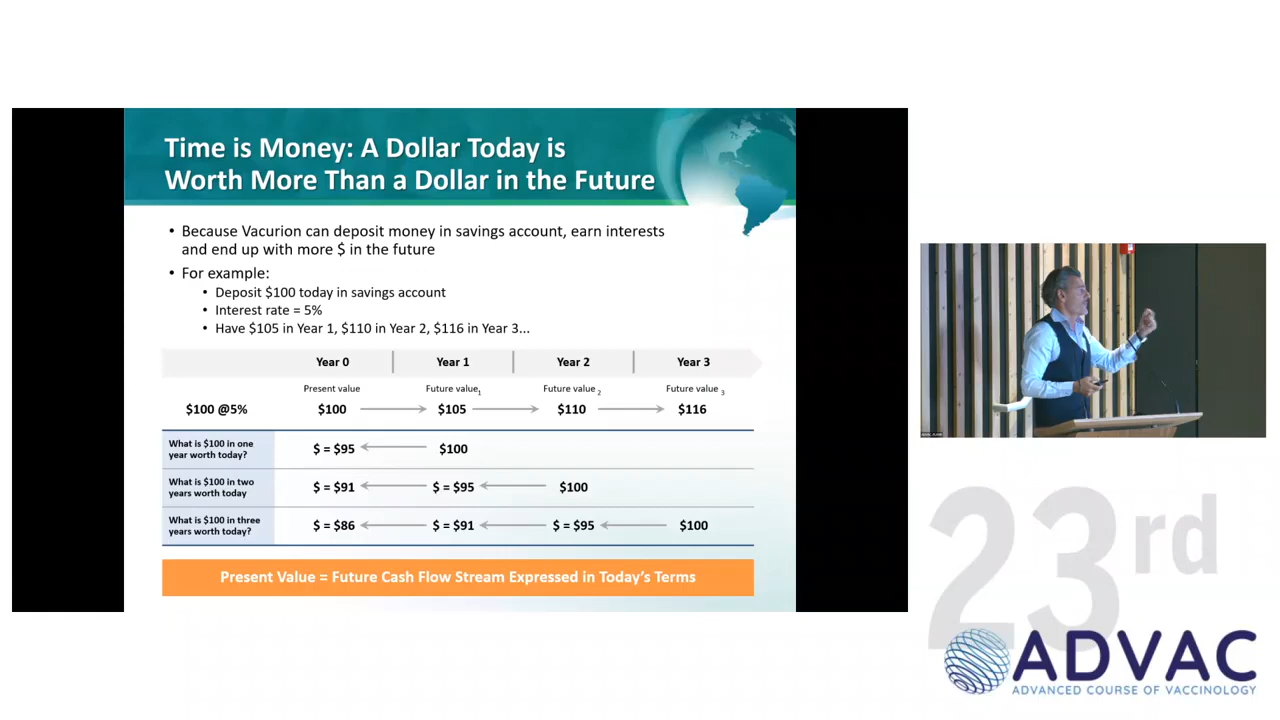 Time is Money: A Dollar Today is
Worth More Than a Dollar in the Future
• Because Vacurion can deposit money in savings account, earn interests
and end up with more $ in the future
• For example:
• Deposit $100 today in savings account
• Interest rate = 5%
• Have $105 in Year 1, $110 in Year 2, $116 in Year 3...
Year 0 Year 1 Year 2 Year 3
Present value Future value1 Future value 2 Future value 3
$100 @5% $100 $105 $110 $116
What is $100 in one
year worth today?
$ = $95 $100
What is $100 in two
years worth today
$ = $91 $ = $95 $100
What is $100 in three
years worth today?
$ = $86 $ = $91 $ = $95 $100
Present Value = Future Cash Flow Stream Expressed in Today's Terms
23rd
ADVAC
ADVANCED COURSE OF VACCINOLOGY